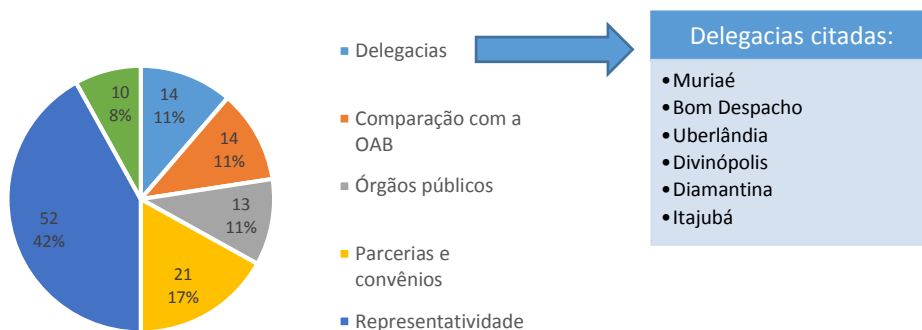 10
8%
14
11%
14
11%
13
11%
21
17%
52
42%
Delegacias
Comparação com a
OAB
Órgãos públicos
Parcerias e
convênios
Representatividade
Delegacias citadas:
•Muriaé
•Bom Despacho
•Uberlândia
•Divinópolis
•Diamantina
•Itajubá